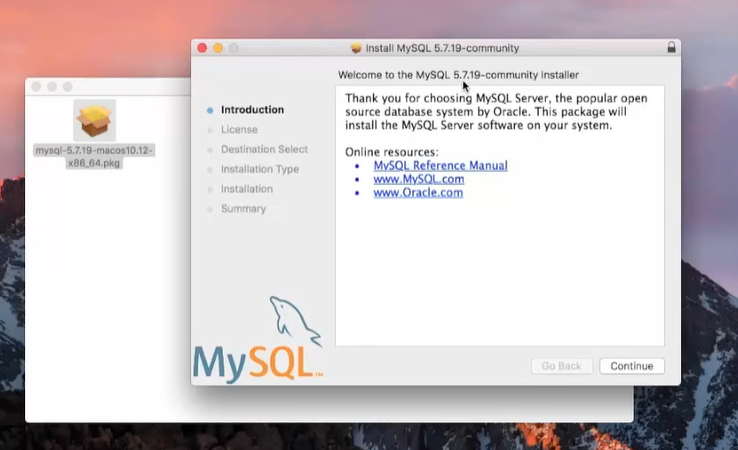 Install MySQL 5.7.19-community
Welcome to the MySQL 5.7.19-community Installer
mysql-5.7.19-macos10.12-
x86_64.pkg
Introduction
License
Destination Select
Installation Type
Installation
Summary
Thank you for choosing MySQL Server, the popular open
source database system by Oracle. This package will
install the MySQL Server software on your system.
Online resources:
• MySQL Reference Manual
• www.MySQL.com
• www.Oracle.com
MySQL™
Go Back
Continue